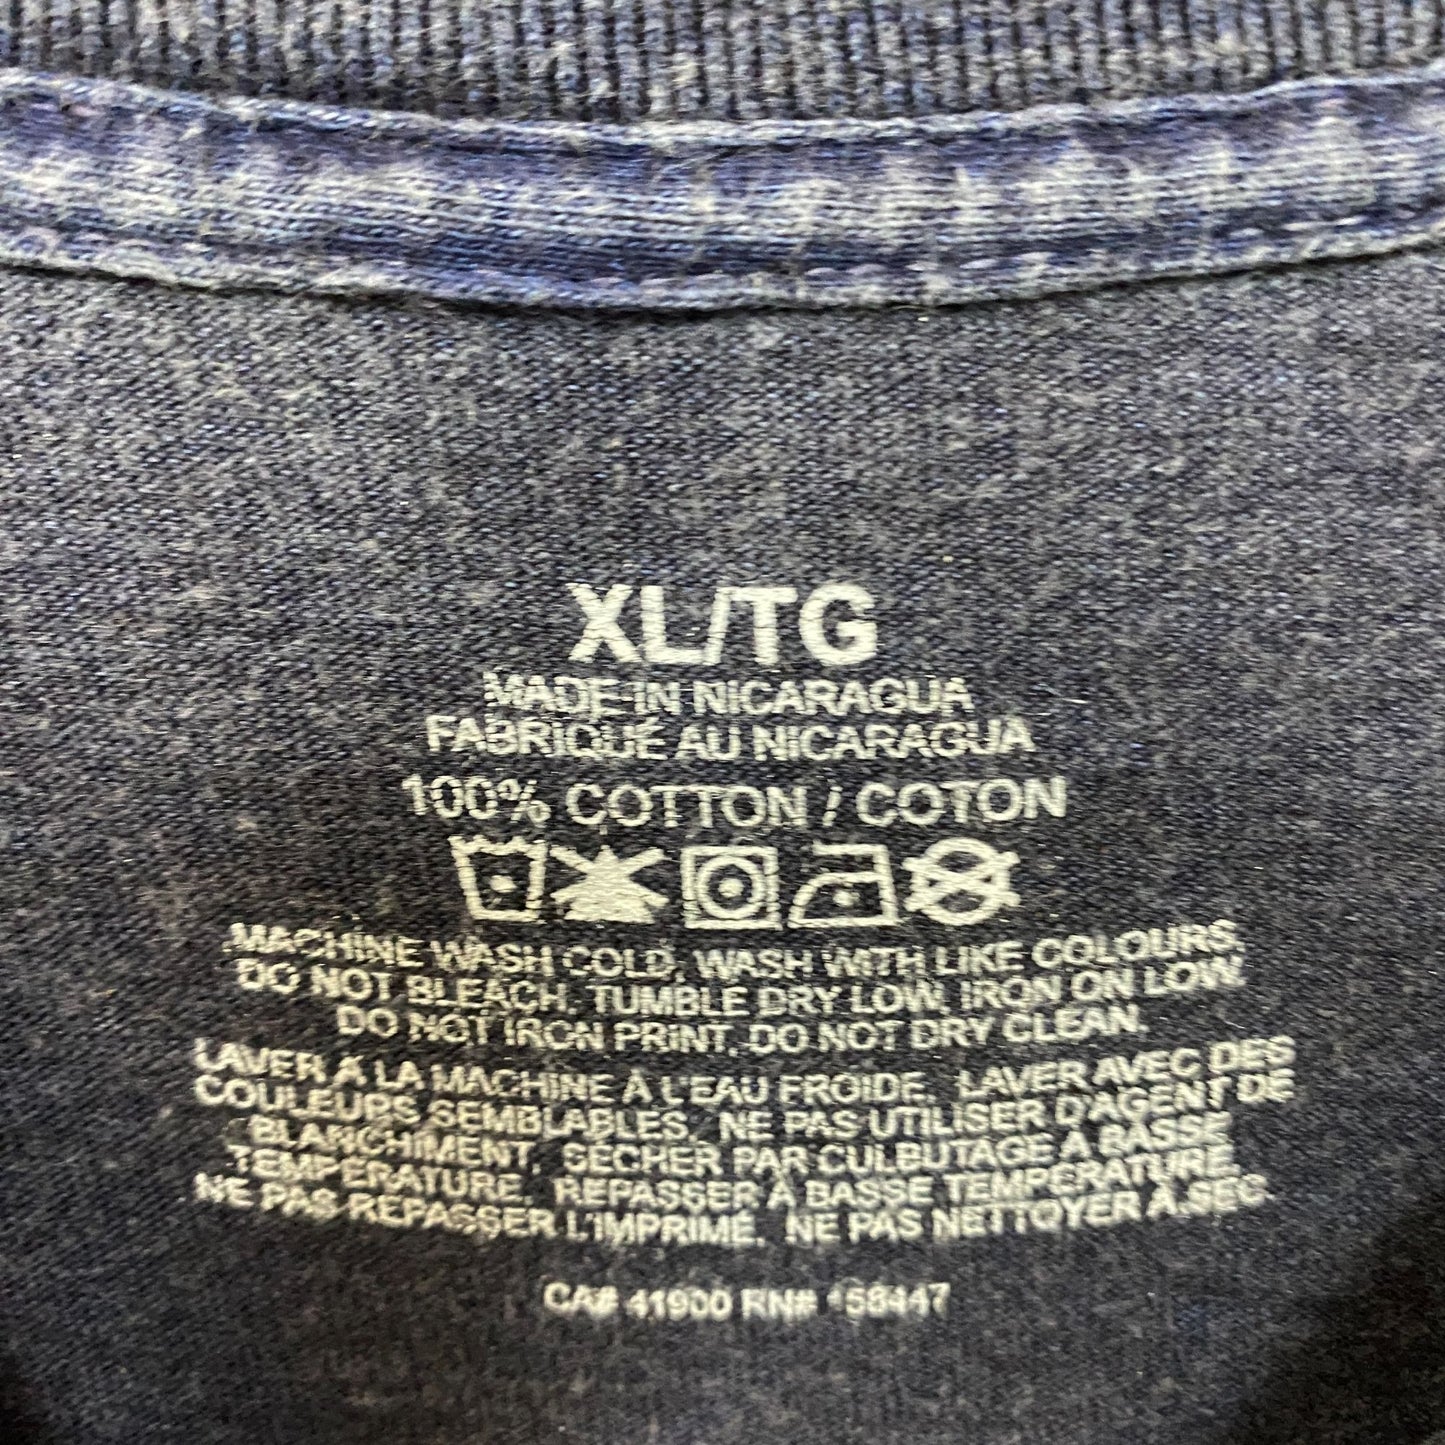 XL/TG
MADE IN NICARAGUA
FABRIQUÉ AU NICARAGUA
100% COTTON / COTON
MACHINE WASH COLD. WASH WITH LIKE COLOURS.
DO NOT BLEACH. TUMBLE DRY LOW. IRON ON LOW.
DO NOT IRON PRINT. DO NOT DRY CLEAN.
LAVER À LA MACHINE À L'EAU FROIDE. LAVER AVEC DES
COULEURS SEMBLABLES. NE PAS UTILISER D'AGENT DE
BLANCHIMENT. SÉCHER PAR CULBUTAGE À BASSE
TEMPÉRATURE. REPASSER À BASSE TEMPÉRATURE.
NE PAS REPASSER L'IMPRIMÉ. NE PAS NETTOYER À SEC.
CA# 41900 RN# 158447